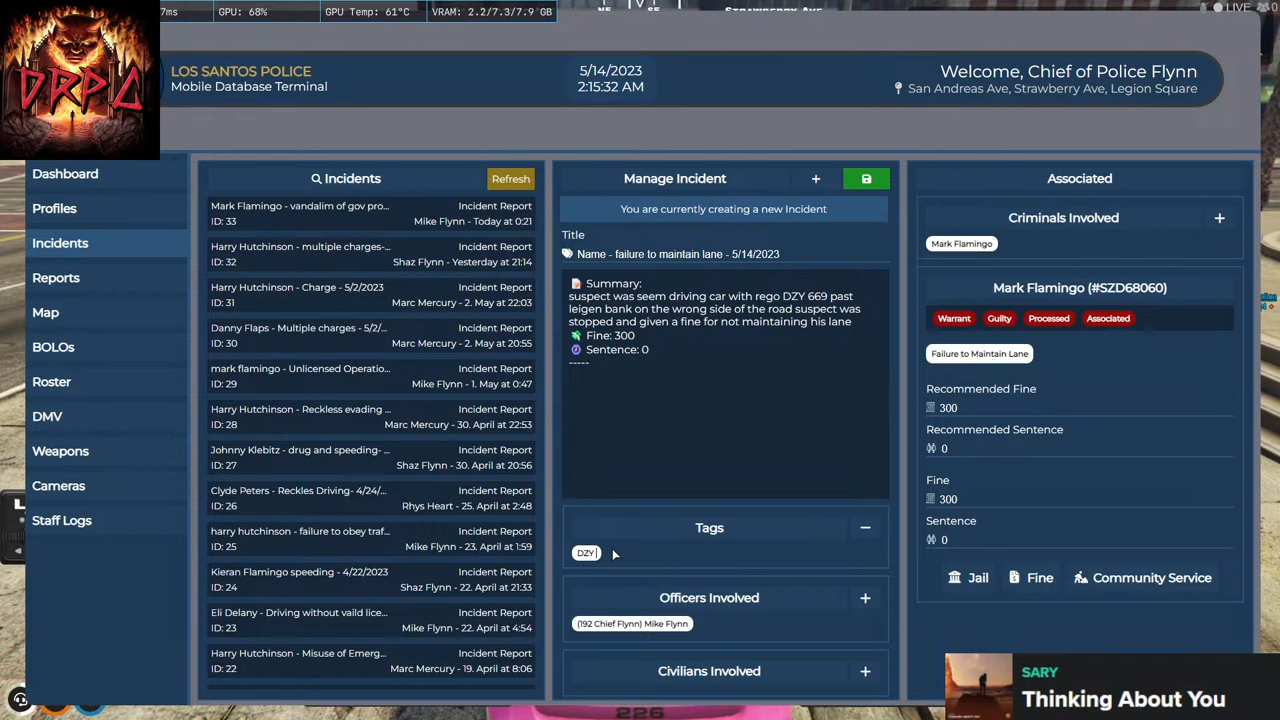 7ms
GPU: 68%
GPU Temp: 61°C
VRAM: 2.2/7.3/7.9 GB
LIVE
0
DRPC
LOS SANTOS POLICE
Mobile Database Terminal
5/14/2023
2:15:32 AM
Welcome, Chief of Police Flynn
San Andreas Ave, Strawberry Ave, Legion Square
Dashboard
Profiles
Incidents
Reports
Map
BOLOs
Roster
DMV
Weapons
Cameras
Staff Logs
Incidents
Refresh
Mark Flamingo - vandalim of gov pro... Incident Report
ID: 33 Mike Flynn - Today at 0:21
Harry Hutchinson - multiple charges-... Incident Report
ID: 32 Shaz Flynn - Yesterday at 21:14
Harry Hutchinson - Charge - 5/2/2023 Incident Report
ID: 31 Marc Mercury - 2. May at 22:03
Danny Flaps - Multiple charges - 5/2/... Incident Report
ID: 30 Marc Mercury - 2. May at 20:55
mark flamingo - Unlicensed Operatio... Incident Report
ID: 29 Mike Flynn - 1. May at 0:47
Harry Hutchinson - Reckless evading ... Incident Report
ID: 28 Marc Mercury - 30. April at 22:53
Johnny Klebitz - drug and speeding- ... Incident Report
ID: 27 Shaz Flynn - 30. April at 20:56
Clyde Peters - Reckles Driving- 4/24/... Incident Report
ID: 26 Rhys Heart - 25. April at 2:48
harry hutchinson - failure to obey traf... Incident Report
ID: 25 Mike Flynn - 23. April at 1:59
Kieran Flamingo speeding - 4/22/2023 Incident Report
ID: 24 Shaz Flynn - 22. April at 21:33
Eli Delany - Driving without vaild lice... Incident Report
ID: 23 Mike Flynn - 22. April at 4:54
Harry Hutchinson - Misuse of Emerg... Incident Report
ID: 22 Marc Mercury - 19. April at 8:06
Manage Incident
You are currently creating a new Incident
Title
Name - failure to maintain lane - 5/14/2023
Summary:
suspect was seem driving car with rego DZY 669 past
leigen bank on the wrong side of the road suspect was
stopped and given a fine for not maintaining his lane
Fine: 300
Sentence: 0
-----
Tags
DZY
Officers Involved
(192 Chief Flynn) Mike Flynn
Civilians Involved
Associated
Criminals Involved
Mark Flamingo
Mark Flamingo (#SZD68060)
Warrant Guilty Processed Associated
Failure to Maintain Lane
Recommended Fine
300
Recommended Sentence
0
Fine
300
Sentence
0
Jail Fine Community Service
SARY
Thinking About You
226